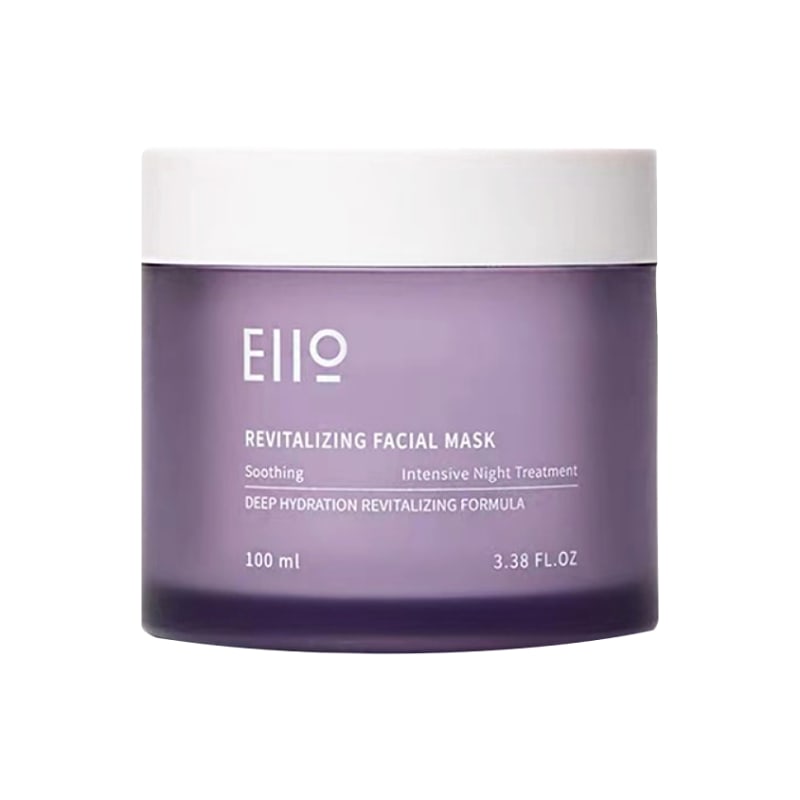 EIIO
REVITALIZING FACIAL MASK
Soothing Intensive Night Treatment
DEEP HYDRATION REVITALIZING FORMULA
100 ml 3.38 FL.OZ